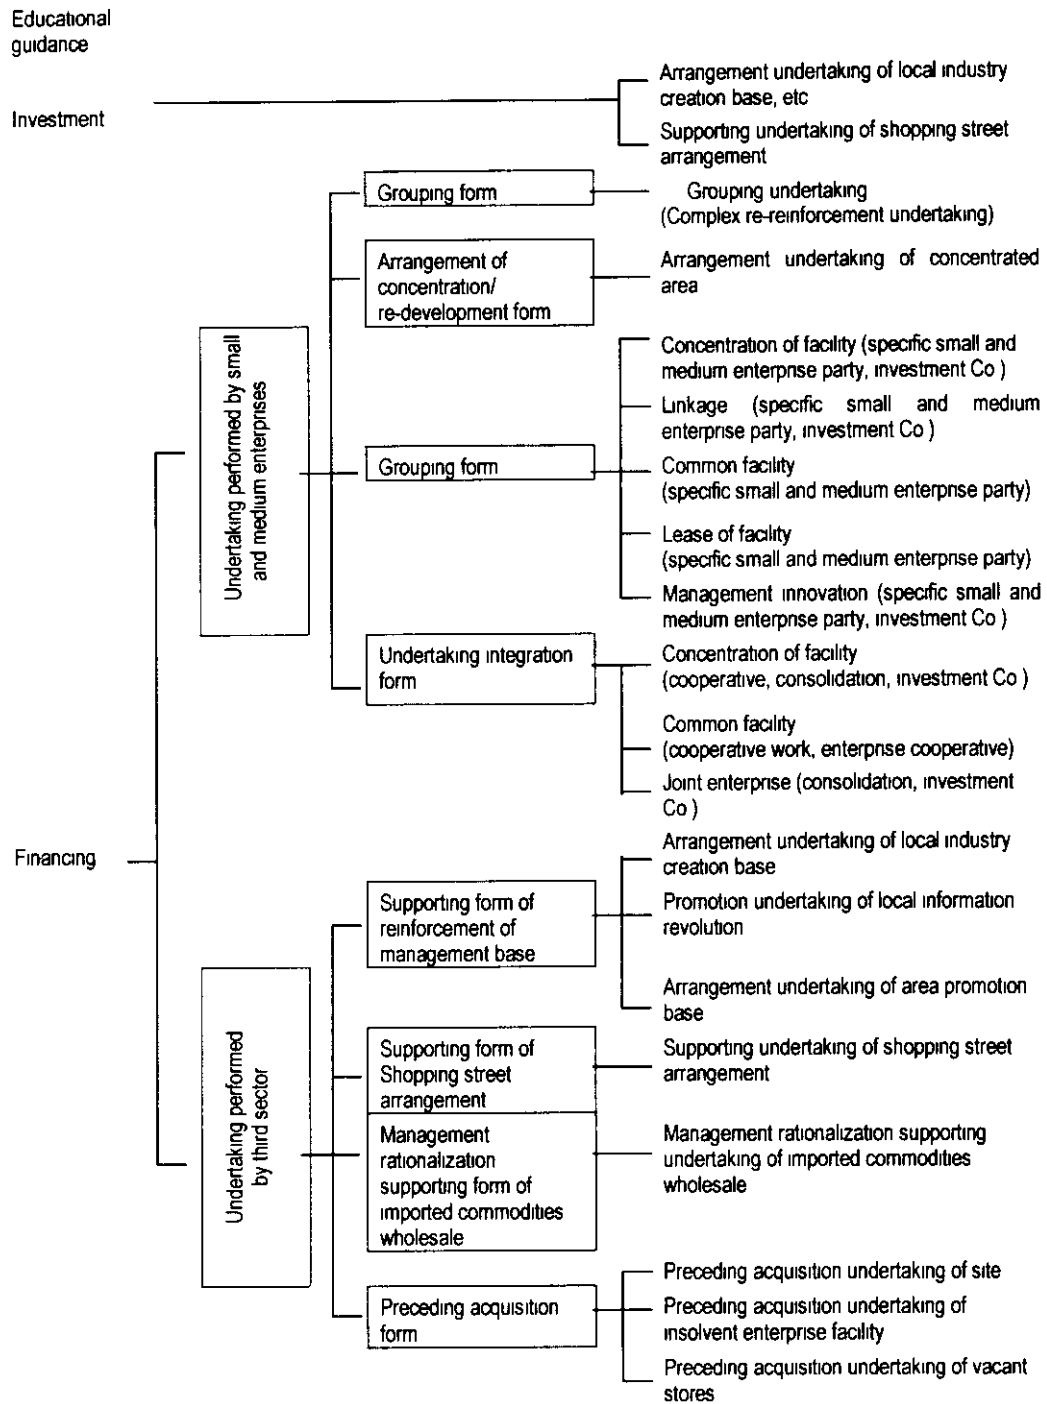 Educational
guidance
Investment
Arrangement undertaking of local industry
creation base, etc
Supporting undertaking of shopping street
arrangement
Grouping form
Grouping undertaking
(Complex re-reinforcement undertaking)
Arrangement of
concentration/
re-development form
Arrangement undertaking of concentrated
area
Undertaking performed by small
and medium enterprises
Grouping form
Concentration of facility (specific small and
medium enterprise party, investment Co )
Linkage (specific small and medium
enterprise party, investment Co )
Common facility
(specific small and medium enterprise party)
Lease of facility
(specific small and medium enterprise party)
Management innovation (specific small and
medium enterprise party, investment Co )
Undertaking integration
form
Concentration of facility
(cooperative, consolidation, investment Co )
Common facility
(cooperative work, enterprise cooperative)
Joint enterprise (consolidation, investment
Co )
Financing
Undertaking performed
by third sector
Supporting form of
reinforcement of
management base
Arrangement undertaking of local industry
creation base
Promotion undertaking of local information
revolution
Arrangement undertaking of area promotion
base
Supporting form of
Shopping street
arrangement
Supporting undertaking of shopping street
arrangement
Management
rationalization
supporting form of
imported commodities
wholesale
Management rationalization supporting
undertaking of imported commodities
wholesale
Preceding acquisition
form
Preceding acquisition undertaking of site
Preceding acquisition undertaking of
insolvent enterprise facility
Preceding acquisition undertaking of vacant
stores